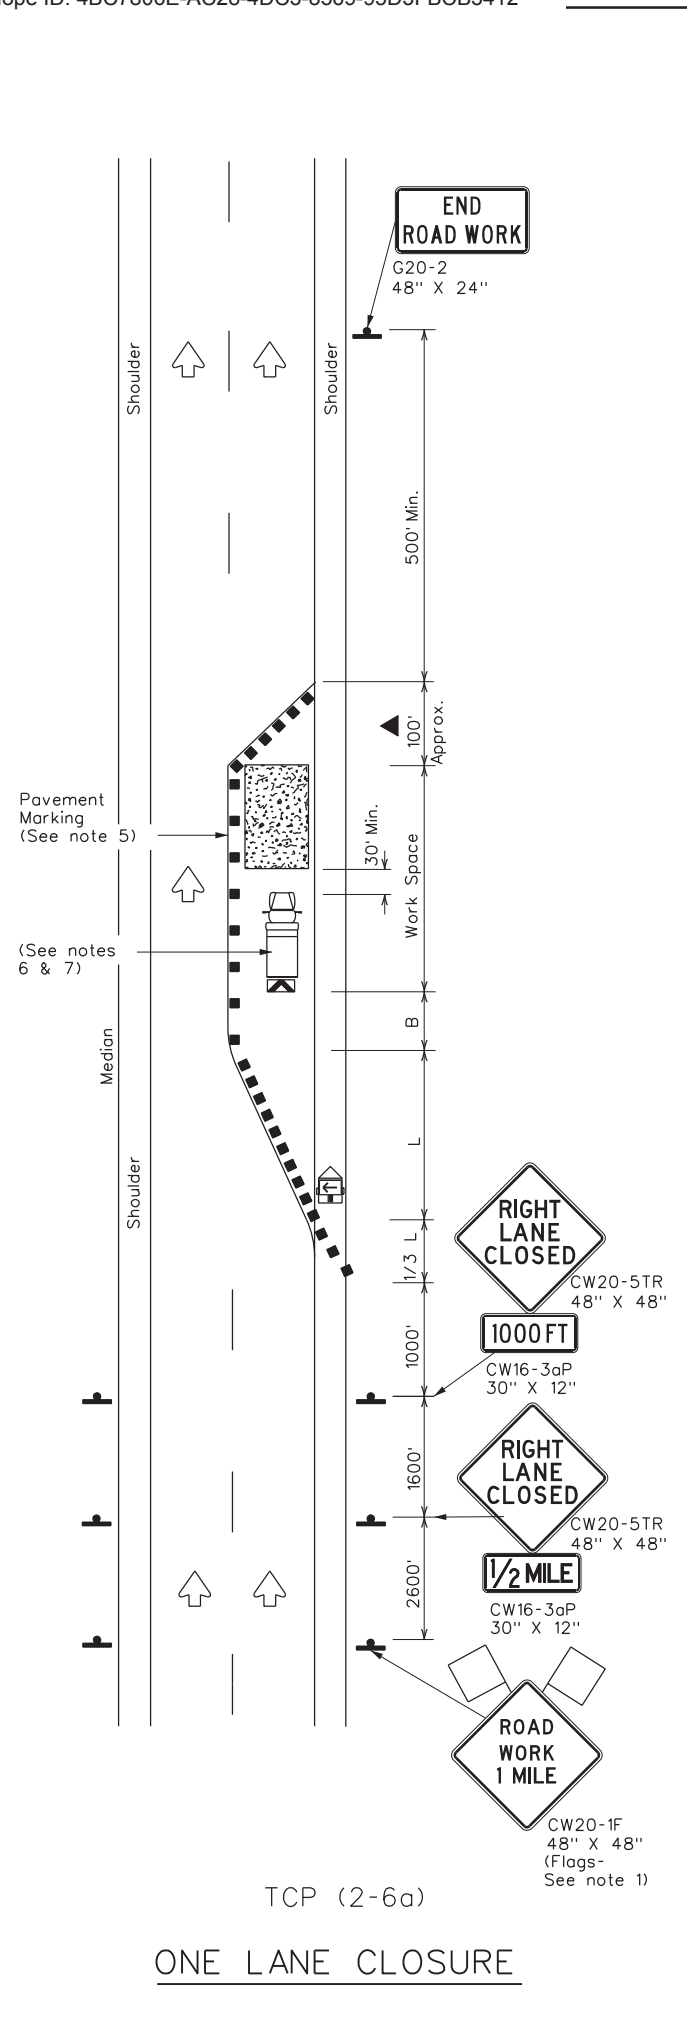 END
ROAD WORK
G20-2
48" X 24"
Shoulder
Shoulder
500' Min.
100'
Approx.
Pavement
Marking
(See note 5)
30' Min.
Work Space
(See notes
6 & 7)
B
Median
L
Shoulder
1/3 L
RIGHT
LANE
CLOSED
CW20-5TR
48" X 48"
1000 FT
CW16-3aP
30" X 12"
1000'
RIGHT
LANE
CLOSED
CW20-5TR
48" X 48"
1600'
1/2 MILE
CW16-3aP
30" X 12"
2600'
ROAD
WORK
1 MILE
CW20-1F
48" X 48"
(Flags-
See note 1)
TCP (2-6a)
ONE LANE CLOSURE